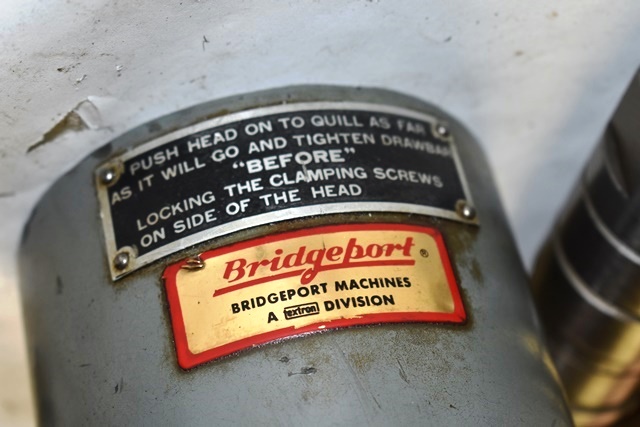 PUSH HEAD ON TO QUILL AS FAR
AS IT WILL GO AND TIGHTEN DRAWBAR
"BEFORE"
LOCKING THE CLAMPING SCREWS
ON SIDE OF THE HEAD
Bridgeport®
BRIDGEPORT MACHINES
A extron DIVISION